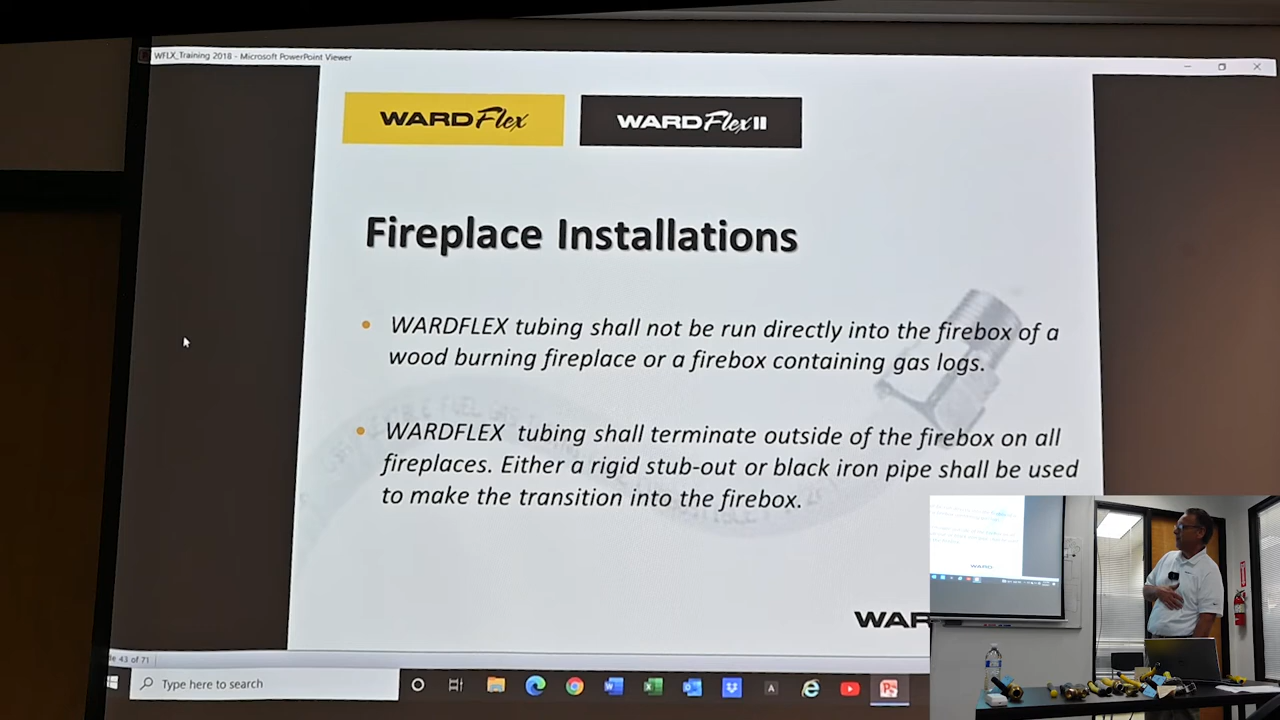 WFLX_Training 2018 - Microsoft PowerPoint Viewer
WARDFlex
WARDFlexII
Fireplace Installations
• WARDFLEX tubing shall not be run directly into the firebox of a
wood burning fireplace or a firebox containing gas logs.
• WARDFLEX tubing shall terminate outside of the firebox on all
fireplaces. Either a rigid stub-out or black iron pipe shall be used
to make the transition into the firebox.
WAR
43 of 71
Type here to search
WARD